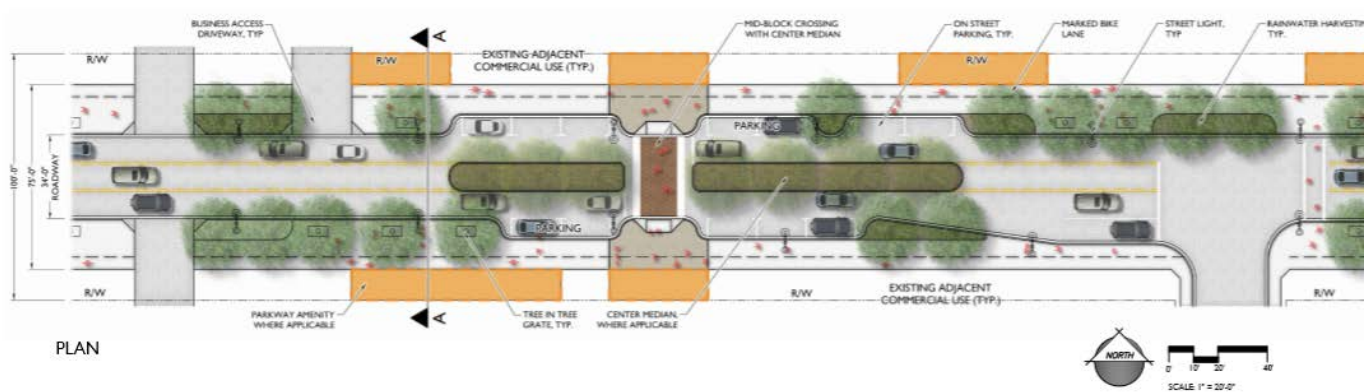 BUSINESS ACCESS
DRIVEWAY, TYP
A
EXISTING ADJACENT
COMMERCIAL USE (TYP.)
MID-BLOCK CROSSING
WITH CENTER MEDIAN
ON STREET
PARKING, TYP.
MARKED BIKE
LANE
STREET LIGHT,
TYP
RAINWATER HARVESTIN
TYP.
R/W
R/W
R/W
PARKING
100'-0"
75'-0"
34'-0"
ROADWAY
PARKING
R/W
R/W
R/W
EXISTING ADJACENT
COMMERCIAL USE (TYP.)
PARKWAY AMENITY
WHERE APPLICABLE
A
TREE IN TREE
GRATE, TYP.
CENTER MEDIAN,
WHERE APPLICABLE
PLAN
NORTH
0' 10' 20' 40'
SCALE: 1" = 20'-0"